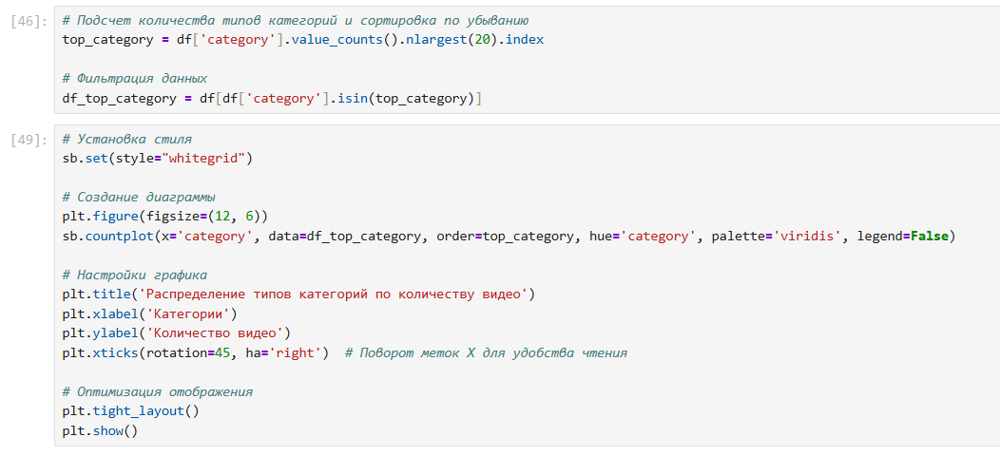 [46]:
# Подсчет количества типов категорий и сортировка по убыванию
top_category = df['category'].value_counts().nlargest(20).index
# Фильтрация данных
df_top_category = df[df['category'].isin(top_category)]
[49]:
# Установка стиля
sb.set(style="whitegrid")
# Создание диаграммы
plt.figure(figsize=(12, 6))
sb.countplot(x='category', data=df_top_category, order=top_category, hue='category', palette='viridis', legend=False)
# Настройки графика
plt.title('Распределение типов категорий по количеству видео')
plt.xlabel('Категории')
plt.ylabel('Количество видео')
plt.xticks(rotation=45, ha='right')  # Поворот меток X для удобства чтения
# Оптимизация отображения
plt.tight_layout()
plt.show()